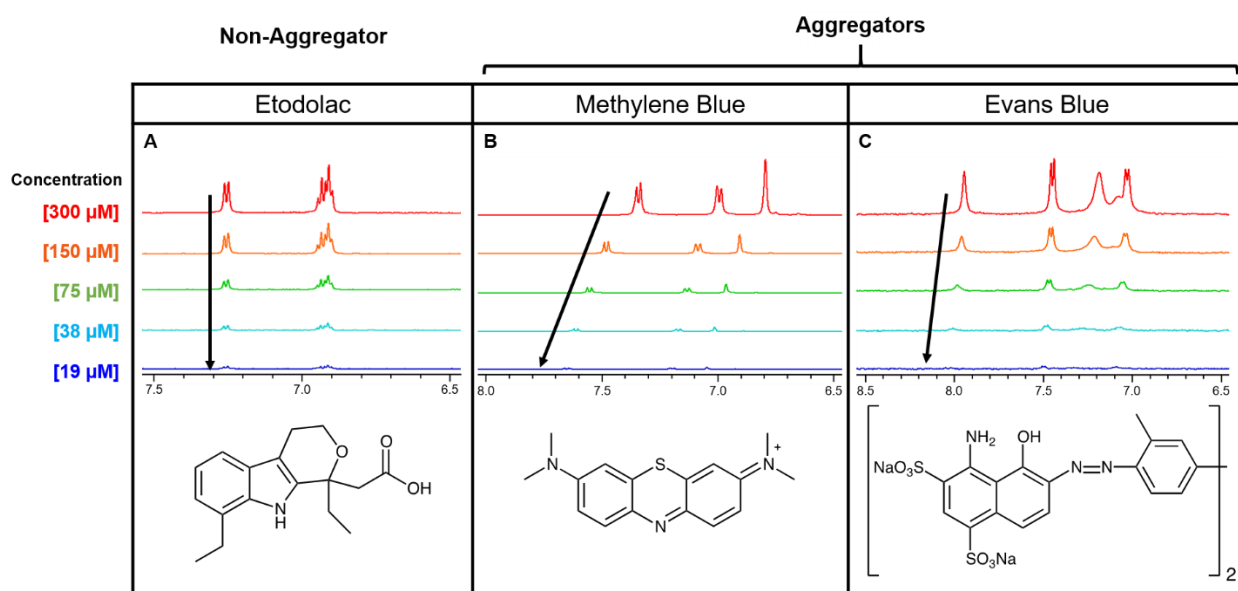 Non-Aggregator
Aggregators
Etodolac
Methylene Blue
Evans Blue
A
B
C
Concentration
[300 µM]
[150 µM]
[75 µM]
[38 µM]
[19 µM]
7.5 7.0 6.5
8.0 7.5 7.0 6.5
8.5 8.0 7.5 7.0 6.5
O
O
OH
N
H
N
S
N
+
N
NH₂
OH
NaO₃S
N=N
SO₃Na
2